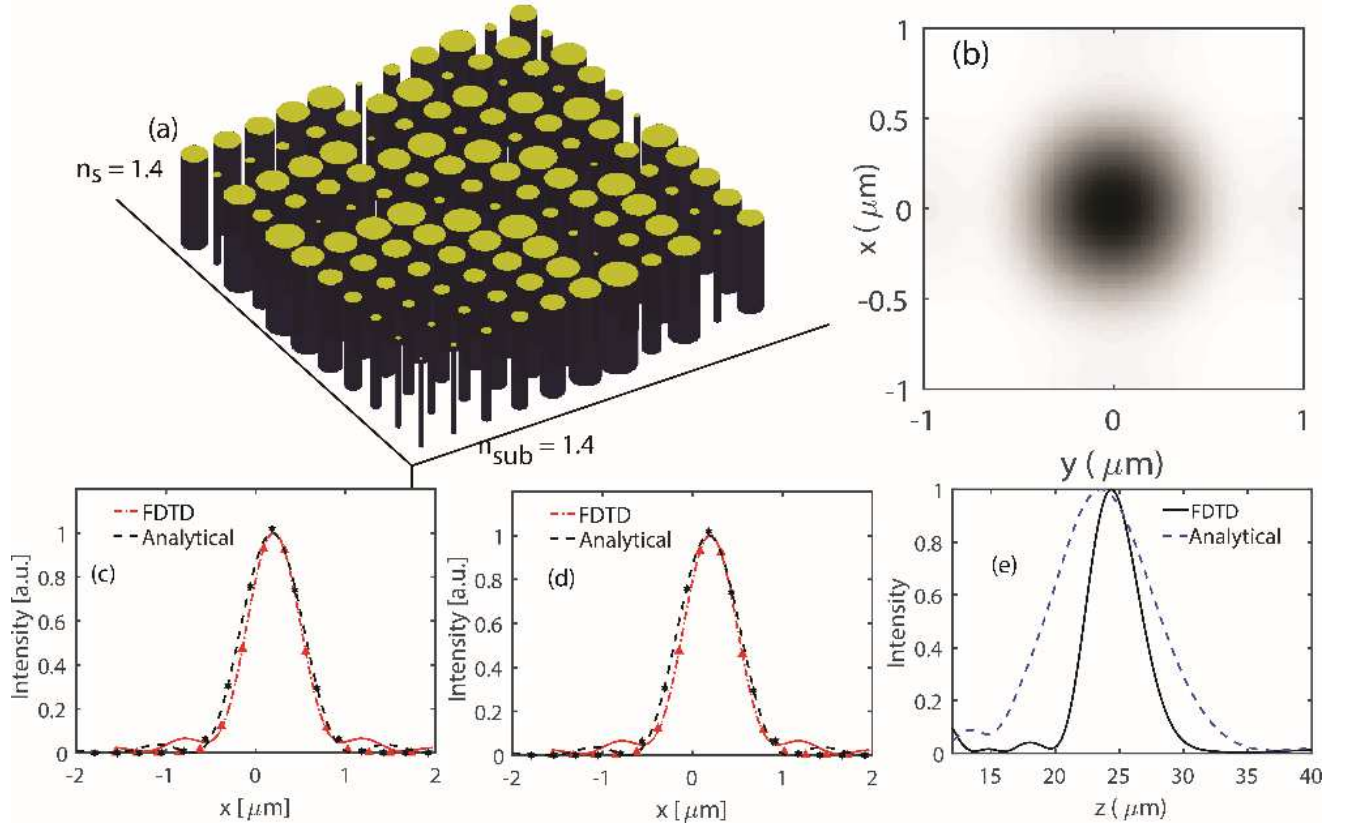 (a)
n_s = 1.4
n_sub = 1.4
(b)
1
0.5
0
-0.5
-1
x ( μm)
-1
0
1
y ( μm)
FDTD
Analytical
(c)
Intensity [a.u.]
1
0.8
0.6
0.4
0.2
0
-2
-1
0
1
2
x [ μm]
FDTD
Analytical
(d)
Intensity [a.u.]
1
0.8
0.6
0.4
0.2
0
-2
-1
0
1
2
x [ μm]
FDTD
Analytical
(e)
Intensity
1
0.8
0.6
0.4
0.2
0
15
20
25
30
35
40
z ( μm)